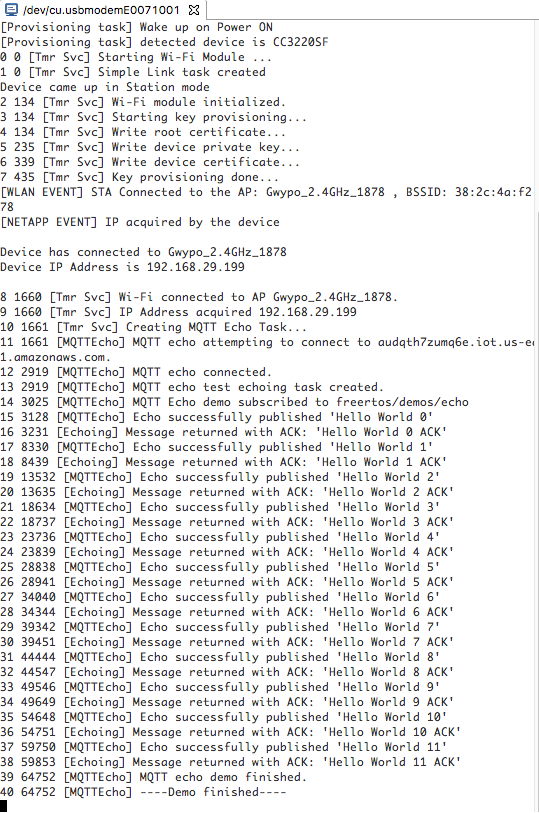 /dev/cu.usbmodemE0071001
[Provisioning task] Wake up on Power ON
[Provisioning task] detected device is CC3220SF
0 0 [Tmr Svc] Starting Wi-Fi Module ...
1 0 [Tmr Svc] Simple Link task created
Device came up in Station mode
2 134 [Tmr Svc] Wi-Fi module initialized.
3 134 [Tmr Svc] Starting key provisioning...
4 134 [Tmr Svc] Write root certificate...
5 235 [Tmr Svc] Write device private key...
6 339 [Tmr Svc] Write device certificate...
7 435 [Tmr Svc] Key provisioning done...
[WLAN EVENT] STA Connected to the AP: Gwypo_2.4GHz_1878 , BSSID: 38:2c:4a:f2
78
[NETAPP EVENT] IP acquired by the device
Device has connected to Gwypo_2.4GHz_1878
Device IP Address is 192.168.29.199
8 1660 [Tmr Svc] Wi-Fi connected to AP Gwypo_2.4GHz_1878.
9 1660 [Tmr Svc] IP Address acquired 192.168.29.199
10 1661 [Tmr Svc] Creating MQTT Echo Task...
11 1661 [MQTTEcho] MQTT echo attempting to connect to audqth7zumq6e.iot.us-e
1.amazonaws.com.
12 2919 [MQTTEcho] MQTT echo connected.
13 2919 [MQTTEcho] MQTT echo test echoing task created.
14 3025 [MQTTEcho] MQTT Echo demo subscribed to freertos/demos/echo
15 3128 [MQTTEcho] Echo successfully published 'Hello World 0'
16 3231 [Echoing] Message returned with ACK: 'Hello World 0 ACK'
17 8330 [MQTTEcho] Echo successfully published 'Hello World 1'
18 8439 [Echoing] Message returned with ACK: 'Hello World 1 ACK'
19 13532 [MQTTEcho] Echo successfully published 'Hello World 2'
20 13635 [Echoing] Message returned with ACK: 'Hello World 2 ACK'
21 18634 [MQTTEcho] Echo successfully published 'Hello World 3'
22 18737 [Echoing] Message returned with ACK: 'Hello World 3 ACK'
23 23736 [MQTTEcho] Echo successfully published 'Hello World 4'
24 23839 [Echoing] Message returned with ACK: 'Hello World 4 ACK'
25 28838 [MQTTEcho] Echo successfully published 'Hello World 5'
26 28941 [Echoing] Message returned with ACK: 'Hello World 5 ACK'
27 34040 [MQTTEcho] Echo successfully published 'Hello World 6'
28 34344 [Echoing] Message returned with ACK: 'Hello World 6 ACK'
29 39342 [MQTTEcho] Echo successfully published 'Hello World 7'
30 39451 [Echoing] Message returned with ACK: 'Hello World 7 ACK'
31 44444 [MQTTEcho] Echo successfully published 'Hello World 8'
32 44547 [Echoing] Message returned with ACK: 'Hello World 8 ACK'
33 49546 [MQTTEcho] Echo successfully published 'Hello World 9'
34 49649 [Echoing] Message returned with ACK: 'Hello World 9 ACK'
35 54648 [MQTTEcho] Echo successfully published 'Hello World 10'
36 54751 [Echoing] Message returned with ACK: 'Hello World 10 ACK'
37 59750 [MQTTEcho] Echo successfully published 'Hello World 11'
38 59853 [Echoing] Message returned with ACK: 'Hello World 11 ACK'
39 64752 [MQTTEcho] MQTT echo demo finished.
40 64752 [MQTTEcho] ----Demo finished----